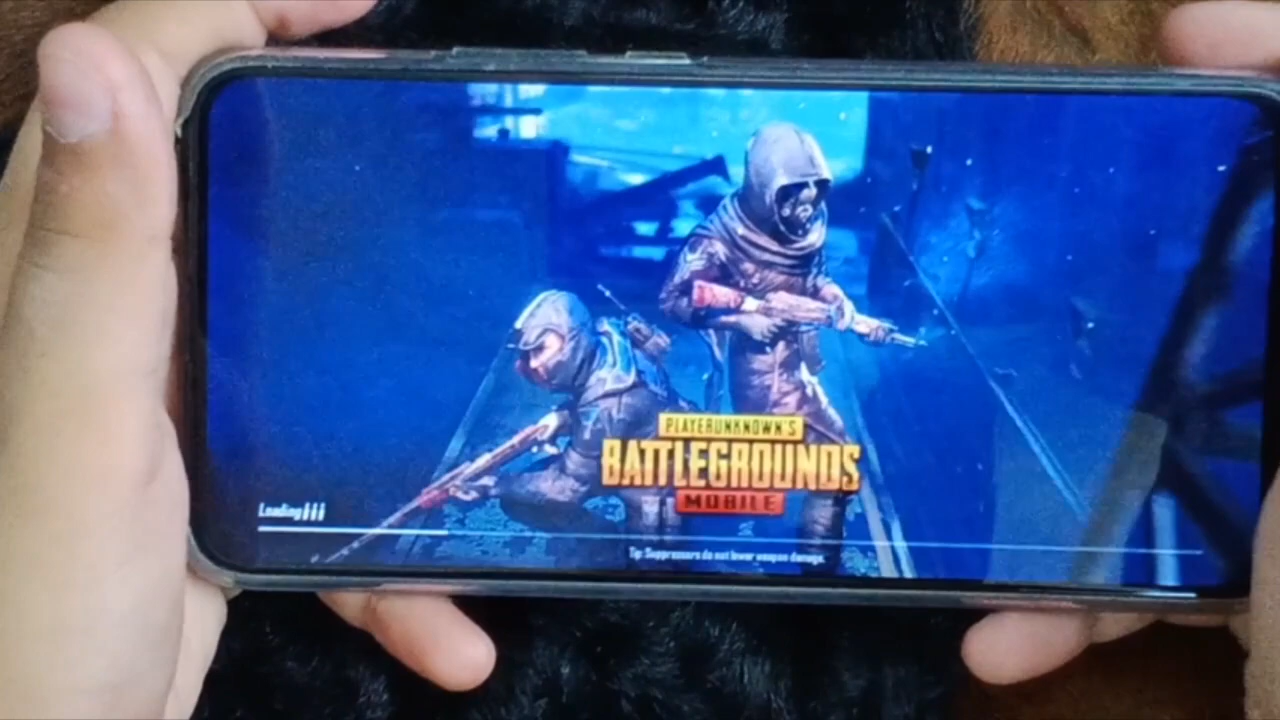 PLAYERUNKNOWN'S
BATTLEGROUNDS
MOBILE
Loading
Tip: Suppressors do not lower weapon damage.